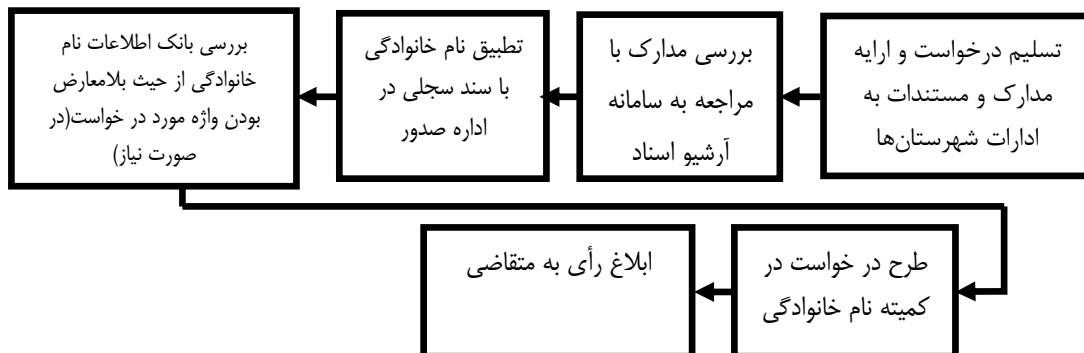 تسلیم درخواست و ارایه
مدارک و مستندات به
ادارات شهرستان‌ها
بررسی مدارک با
مراجعه به سامانه
آرشیو اسناد
تطبیق نام خانوادگی
با سند سجلی در
اداره صدور
بررسی بانک اطلاعات نام
خانوادگی از حیث بلامعارض
بودن واژه مورد در خواست(در
صورت نیاز)
طرح در خواست در
کمیته نام خانوادگی
ابلاغ رأی به متقاضی